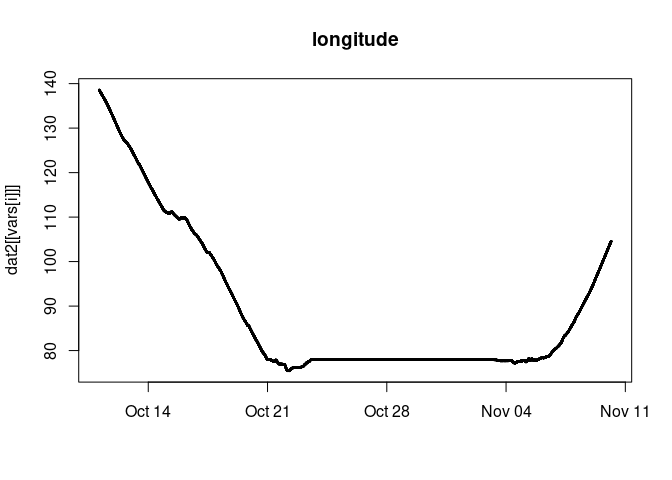 longitude
dat2[[vars[i]]]
140
130
120
110
100
90
80
Oct 14
Oct 21
Oct 28
Nov 04
Nov 11